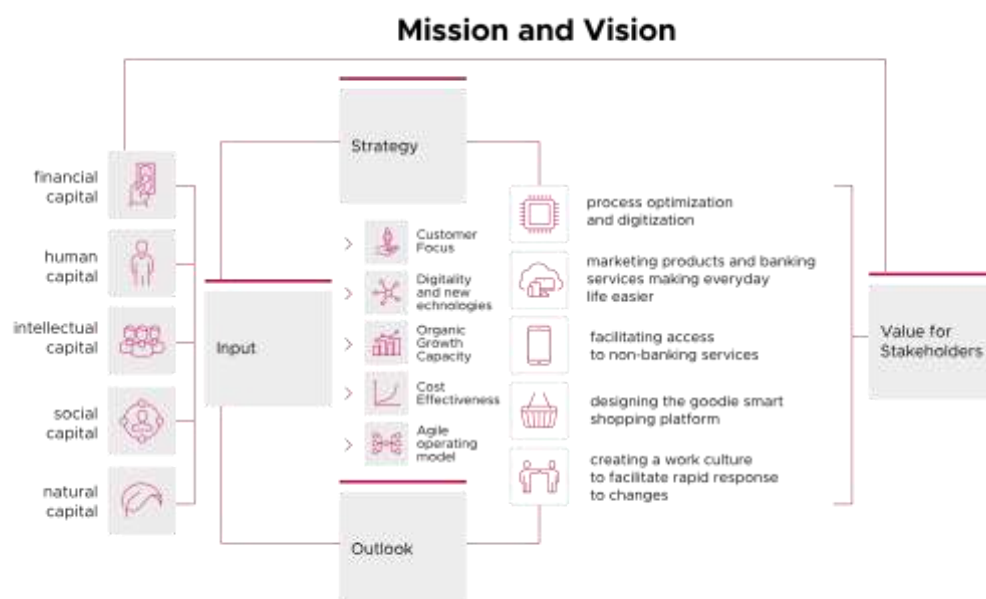 Mission and Vision
financial
capital
human
capital
intellectual
capital
social
capital
natural
capital
Input
Strategy
Customer
Focus
Digitality
and new
echnologies
Organic
Growth
Capacity
Cost
Effectiveness
Agile
operating
model
Outlook
process optimization
and digitization
marketing products and banking
services making everyday
life easier
facilitating access
to non-banking services
designing the goodie smart
shopping platform
creating a work culture
to facilitate rapid response
to changes
Value for
Stakeholders